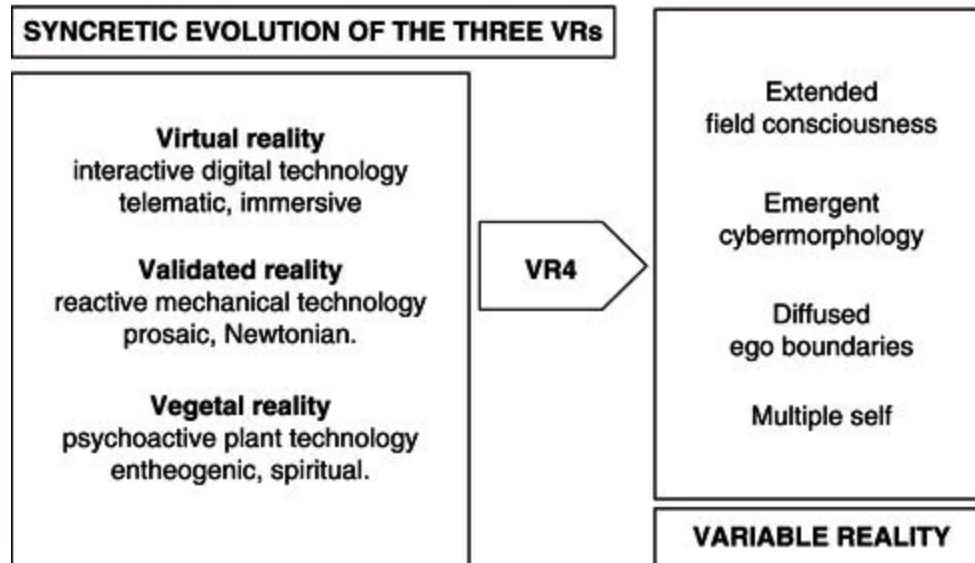 SYNCRETIC EVOLUTION OF THE THREE VRs
Virtual reality
interactive digital technology
telematic, immersive
Validated reality
reactive mechanical technology
prosaic, Newtonian.
Vegetal reality
psychoactive plant technology
entheogenic, spiritual.
VR4
Extended
field consciousness
Emergent
cybermorphology
Diffused
ego boundaries
Multiple self
VARIABLE REALITY